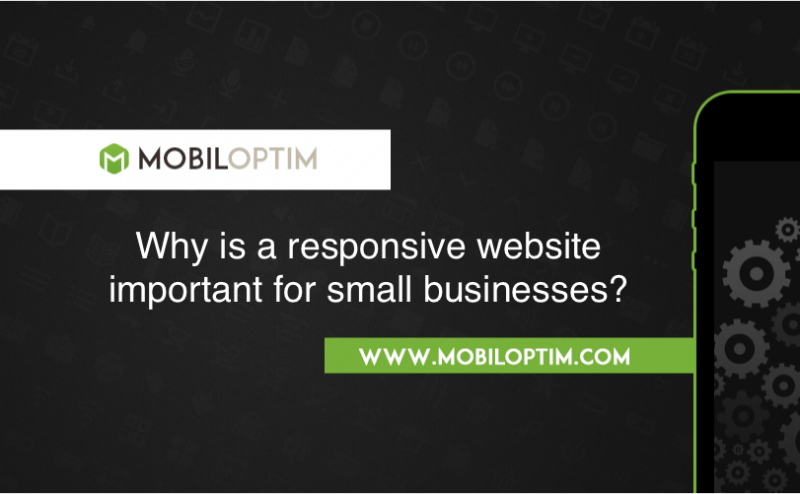 MOBILOPTIM
Why is a responsive website
important for small businesses?
WWW.MOBILOPTIM.COM